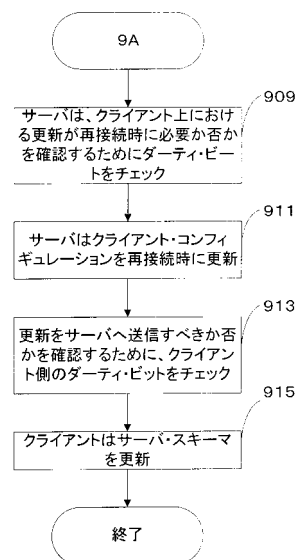 9A
909
サーバは、クライアント上におけ
る更新が再接続時に必要か否か
を確認するためにダーティ・ビー
トをチェック
911
サーバはクライアント・コンフィ
ギュレーションを再接続時に更新
913
更新をサーバへ送信すべきか否
かを確認するために、クライアン
ト側のダーティ・ビットをチェック
915
クライアントはサーバ・スキーマ
を更新
終了